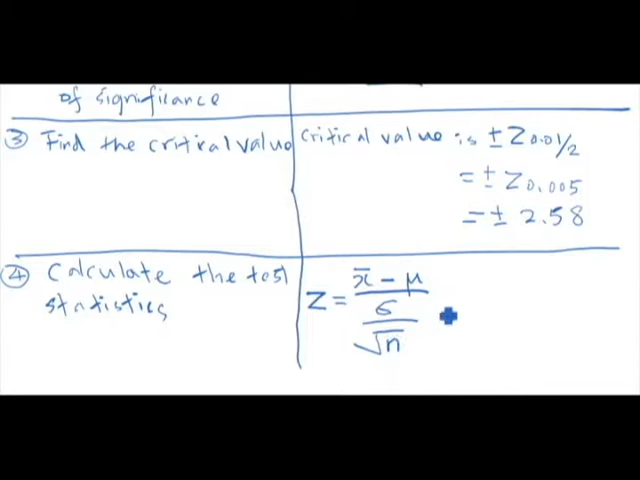 of significance
③ Find the critical value
critical value is ± Z0.01/2
= ± Z0.005
= ± 2.58
④ Calculate the test
statistics
Z = x̄ - μ / (σ / √n)